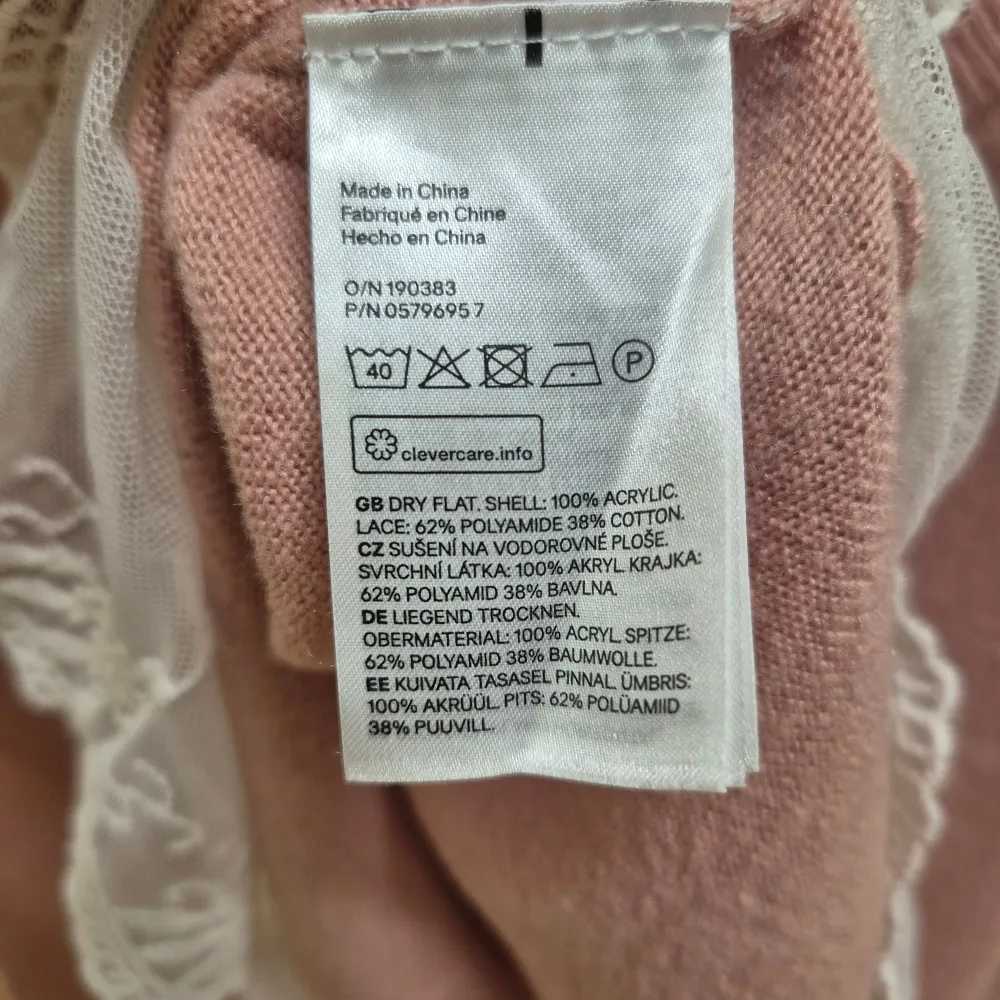 Made in China
Fabriqué en Chine
Hecho en China
O/N 190383
P/N 0579695 7
40
P
clevercare.info
GB DRY FLAT. SHELL: 100% ACRYLIC.
LACE: 62% POLYAMIDE 38% COTTON.
CZ SUŠENÍ NA VODOROVNÉ PLOŠE.
SVRCHNÍ LÁTKA: 100% AKRYL. KRAJKA:
62% POLYAMID 38% BAVLNA.
DE LIEGEND TROCKNEN.
OBERMATERIAL: 100% ACRYL. SPITZE:
62% POLYAMID 38% BAUMWOLLE.
EE KUIVATA TASASEL PINNAL. ÜMBRIS:
100% AKRÜÜL. PITS: 62% POLÜAMIID
38% PUUVILL.